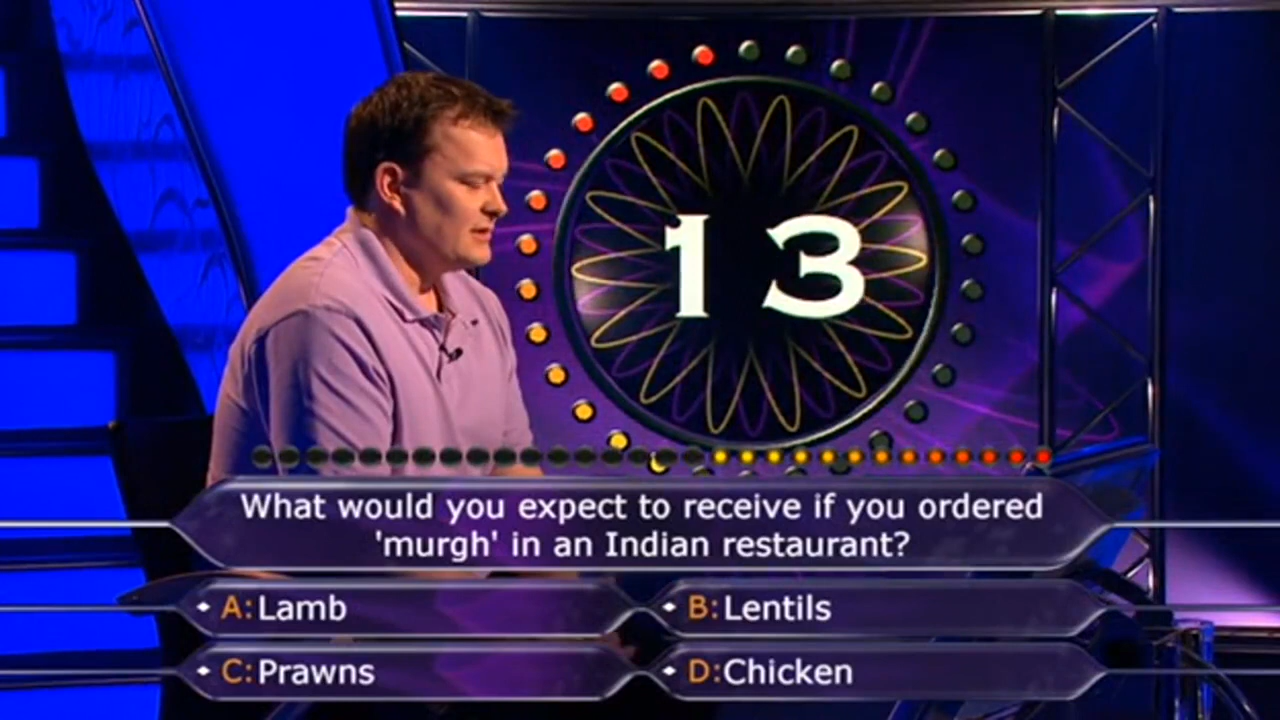 13
What would you expect to receive if you ordered
'murgh' in an Indian restaurant?
A: Lamb
B: Lentils
C: Prawns
D: Chicken